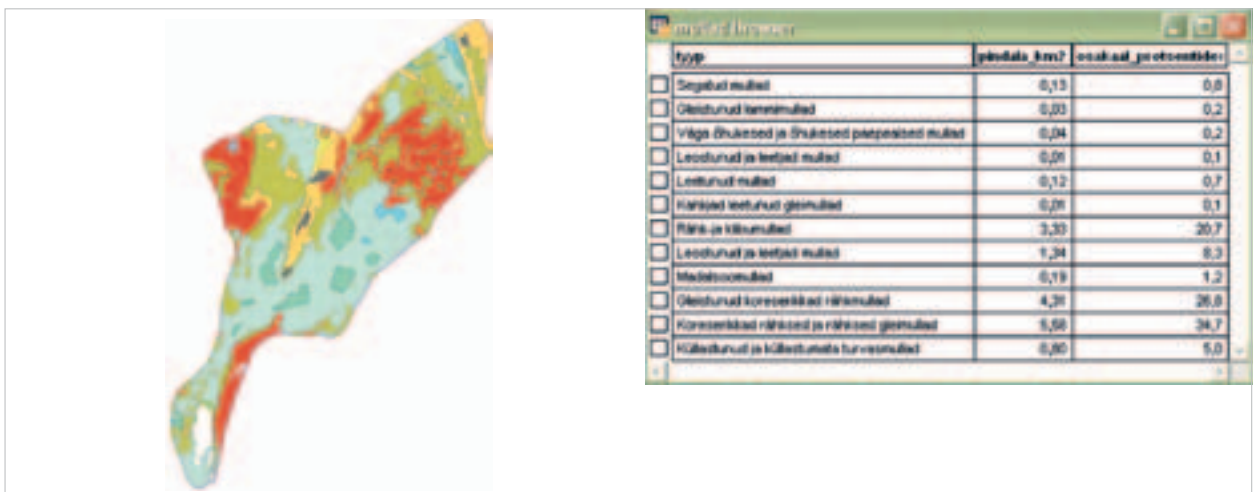 mullad Browser
tyyp pindala_km2 osakaal_protsentides
Segatud mullad 0,13 0,8
Gleistunud lammimullad 0,03 0,2
Väga õhukesed ja õhukesed paepealsed mullad 0,04 0,2
Leostunud ja leetjad mullad 0,01 0,1
Leetunud mullad 0,12 0,7
Kahkjad leetunud gleimullad 0,01 0,1
Rähk-ja klibumullad 3,33 20,7
Leostunud ja leetjad mullad 1,34 8,3
Madalsoomullad 0,19 1,2
Gleistunud koreserikkad rähkmullad 4,31 26,8
Koreserikkad rähksed ja rähksed gleimullad 5,58 34,7
Küllastunud ja küllastumata turvasmullad 0,80 5,0